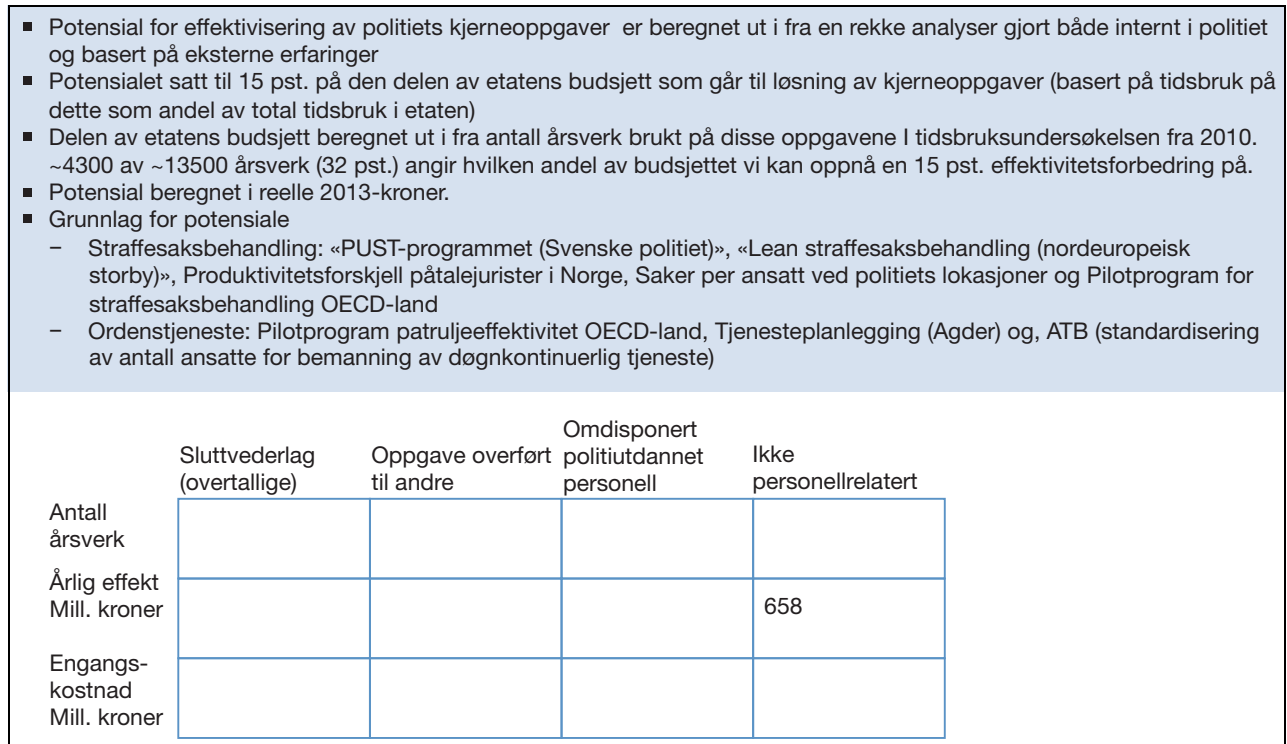 ▪ Potensial for effektivisering av politiets kjerneoppgaver er beregnet ut i fra en rekke analyser gjort både internt i politiet
og basert på eksterne erfaringer
▪ Potensialet satt til 15 pst. på den delen av etatens budsjett som går til løsning av kjerneoppgaver (basert på tidsbruk på
dette som andel av total tidsbruk i etaten)
▪ Delen av etatens budsjett beregnet ut i fra antall årsverk brukt på disse oppgavene I tidsbruksundersøkelsen fra 2010.
~4300 av ~13500 årsverk (32 pst.) angir hvilken andel av budsjettet vi kan oppnå en 15 pst. effektivitetsforbedring på.
▪ Potensial beregnet i reelle 2013-kroner.
▪ Grunnlag for potensiale
– Straffesaksbehandling: «PUST-programmet (Svenske politiet)», «Lean straffesaksbehandling (nordeuropeisk
storby)», Produktivitetsforskjell påtalejurister i Norge, Saker per ansatt ved politiets lokasjoner og Pilotprogram for
straffesaksbehandling OECD-land
– Ordenstjeneste: Pilotprogram patruljeeffektivitet OECD-land, Tjenesteplanlegging (Agder) og, ATB (standardisering
av antall ansatte for bemanning av døgnkontinuerlig tjeneste)
Sluttvederlag
(overtallige)
Oppgave overført
til andre
Omdisponert
politiutdannet
personell
Ikke
personellrelatert
Antall
årsverk
Årlig effekt
Mill. kroner
658
Engangs-
kostnad
Mill. kroner